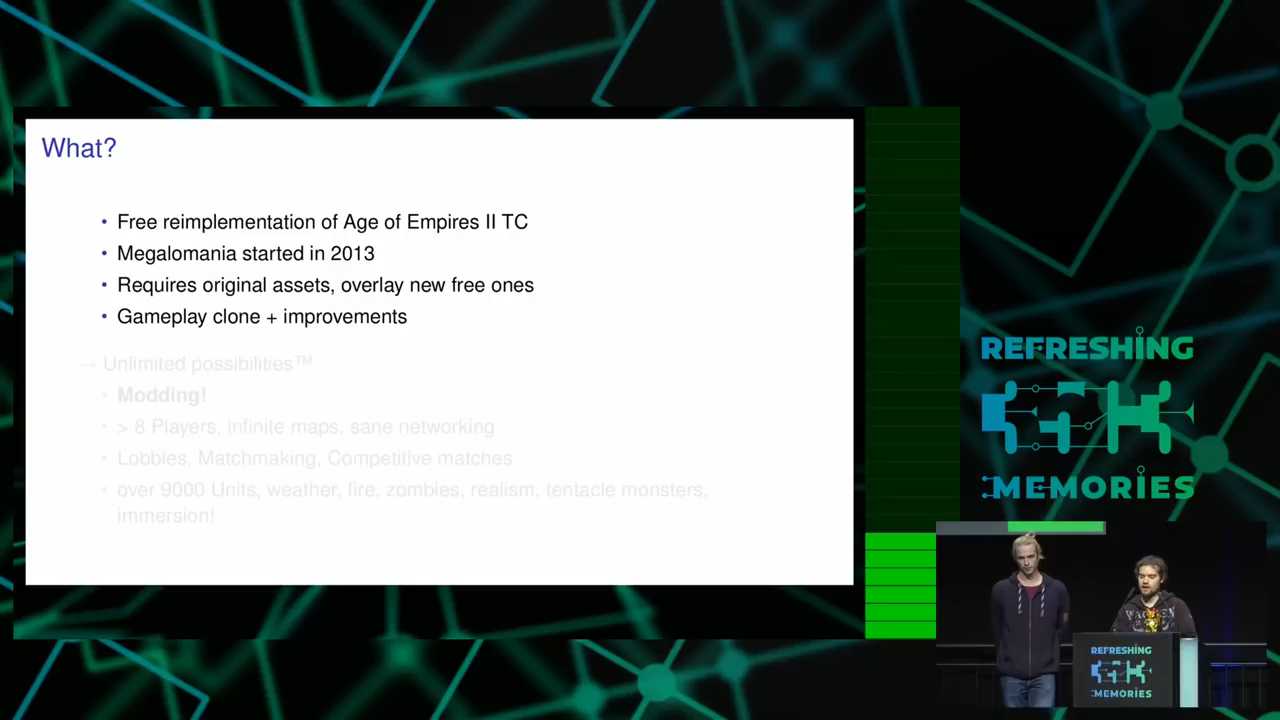 What?
• Free reimplementation of Age of Empires II TC
• Megalomania started in 2013
• Requires original assets, overlay new free ones
• Gameplay clone + improvements
→ Unlimited possibilities™
• Modding!
• > 8 Players, infinite maps, sane networking
• Lobbies, Matchmaking, Competitive matches
• over 9000 Units, weather, fire, zombies, realism, tentacle monsters,
immersion!
REFRESHING
MEMORIES
REFRESHING
MEMORIES